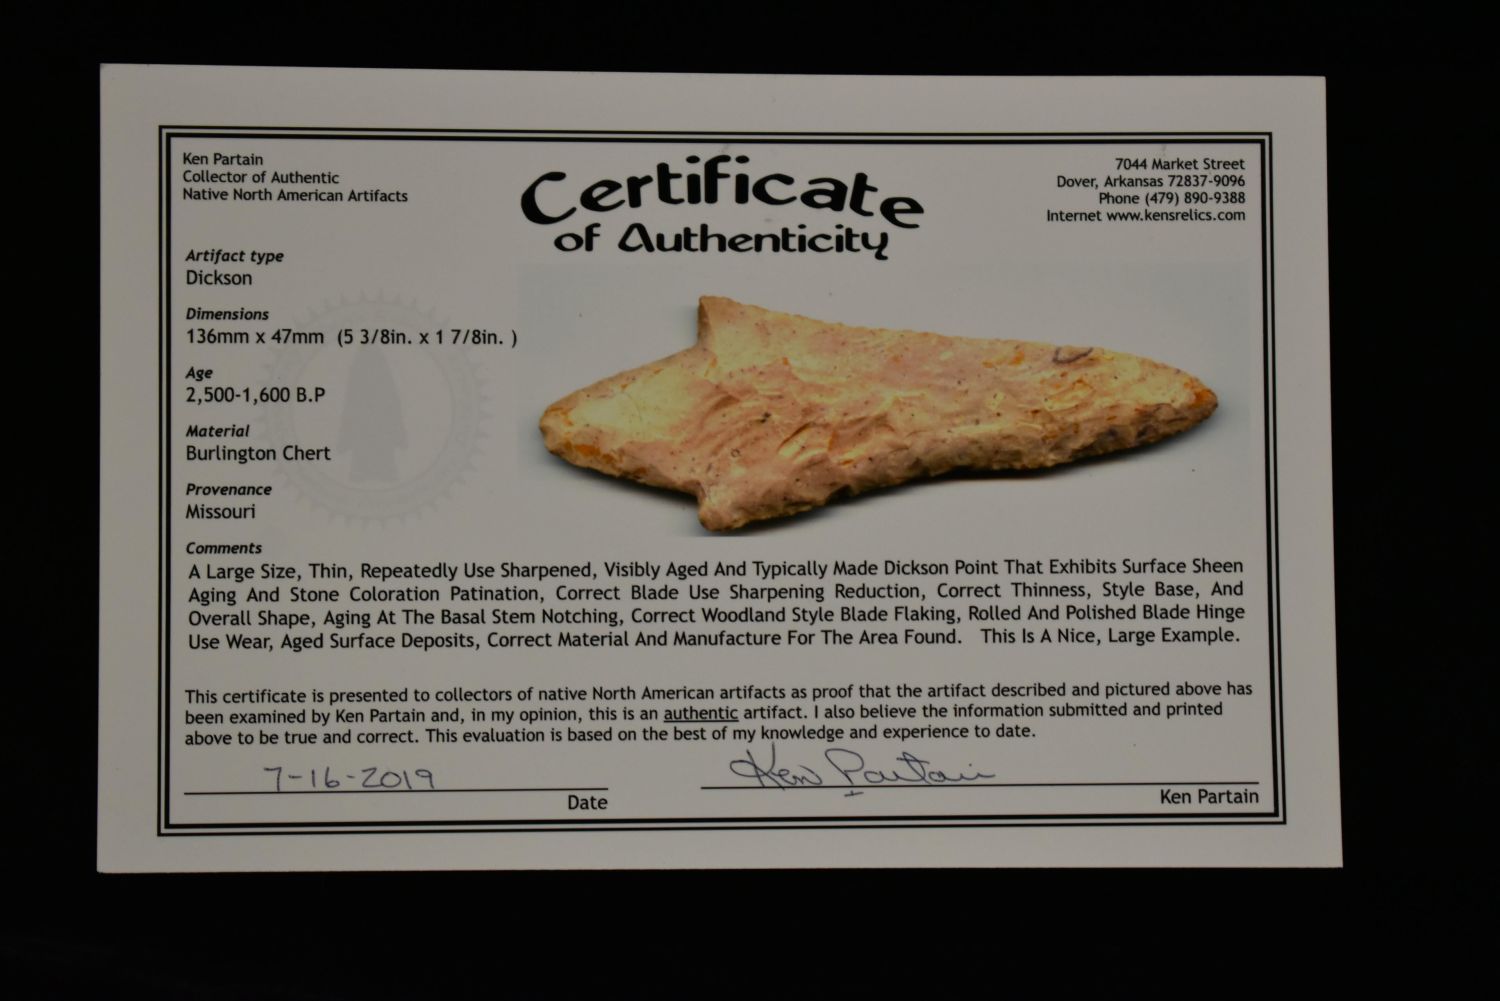 Ken Partain
Collector of Authentic
Native North American Artifacts
Certificate
of Authenticity
7044 Market Street
Dover, Arkansas 72837-9096
Phone (479) 890-9388
Internet www.kensrelics.com
Artifact type
Dickson
Dimensions
136mm x 47mm (5 3/8in. x 1 7/8in. )
Age
2,500-1,600 B.P
Material
Burlington Chert
Provenance
Missouri
Comments
A Large Size, Thin, Repeatedly Use Sharpened, Visibly Aged And Typically Made Dickson Point That Exhibits Surface Sheen
Aging And Stone Coloration Patination, Correct Blade Use Sharpening Reduction, Correct Thinness, Style Base, And
Overall Shape, Aging At The Basal Stem Notching, Correct Woodland Style Blade Flaking, Rolled And Polished Blade Hinge
Use Wear, Aged Surface Deposits, Correct Material And Manufacture For The Area Found. This Is A Nice, Large Example.
This certificate is presented to collectors of native North American artifacts as proof that the artifact described and pictured above has
been examined by Ken Partain and, in my opinion, this is an authentic artifact. I also believe the information submitted and printed
above to be true and correct. This evaluation is based on the best of my knowledge and experience to date.
7-16-2019
Ken Partain
Date
Ken Partain